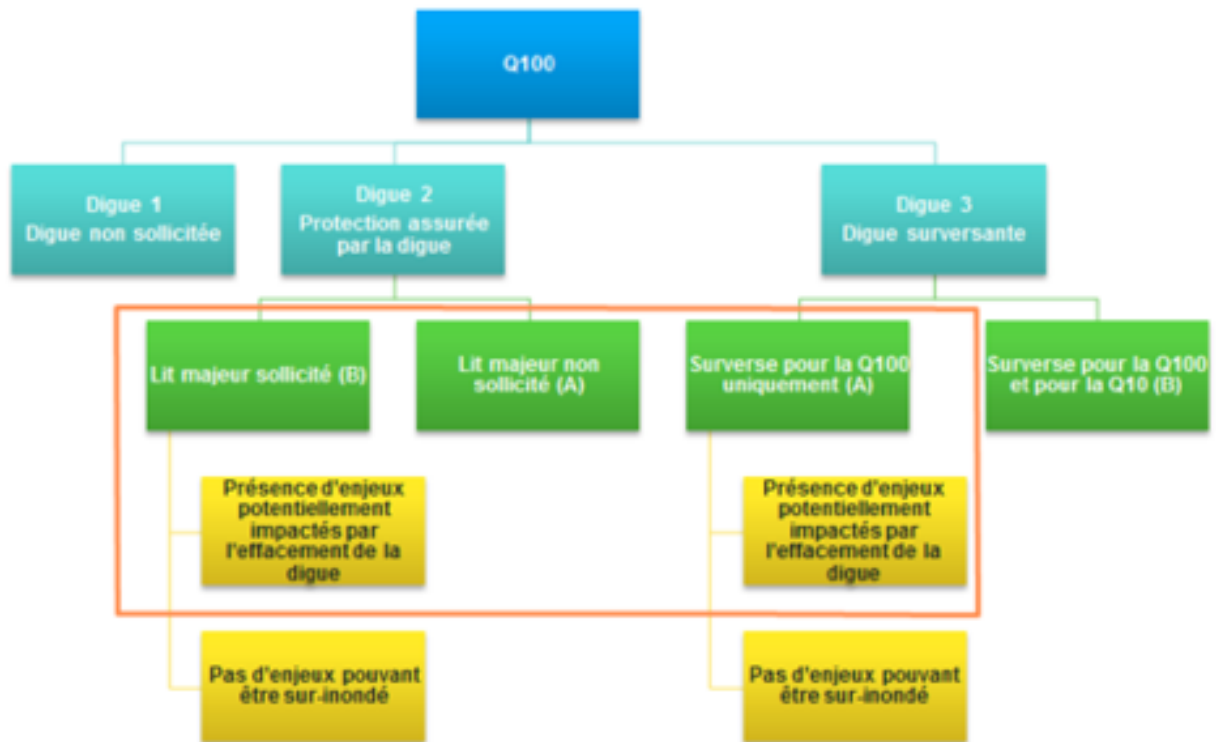 Q100
Digue 1
Digue non sollicitée
Digue 2
Protection assurée
par la digue
Digue 3
Digue surversante
Lit majeur sollicité (B)
Lit majeur non
sollicité (A)
Surverse pour la Q100
uniquement (A)
Surverse pour la Q100
et pour la Q10 (B)
Présence d'enjeux
potentiellement
impactés par
l'effacement de la
digue
Présence d'enjeux
potentiellement
impactés par
l'effacement de la
digue
Pas d'enjeux pouvant
être sur-inondé
Pas d'enjeux pouvant
être sur-inondé